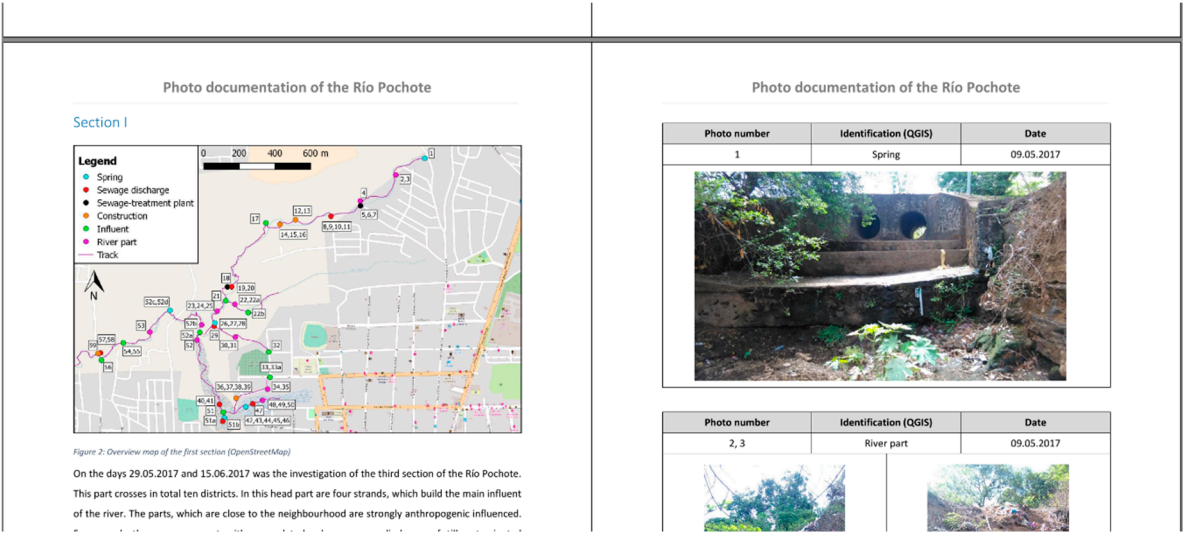 Photo documentation of the Río Pochote
Section I
Legend
Spring
Sewage discharge
Sewage-treatment plant
Construction
Influent
River part
Track
N
0 200 400 600 m
1
2,3
4
5,6,7
12,13
17
8,9,10,11
14,15,16
18
19,20
21
22,22a
52c,52d
23,24,25
22b
57b
26,27,28
53
52a
29
52
30,31
32
57,58
59
54,55
56
33,33a
36,37,38,39
34,35
40,41
48,49,50
51
47
51a
51b
42,43,44,45,46
Figure 2: Overview map of the first section (OpenStreetMap)
On the days 29.05.2017 and 15.06.2017 was the investigation of the third section of the Río Pochote.
This part crosses in total ten districts. In this head part are four strands, which build the main influent
of the river. The parts, which are close to the neighbourhood are strongly anthropogenic influenced.
Photo documentation of the Río Pochote
Photo number Identification (QGIS) Date
1 Spring 09.05.2017
Photo number Identification (QGIS) Date
2, 3 River part 09.05.2017